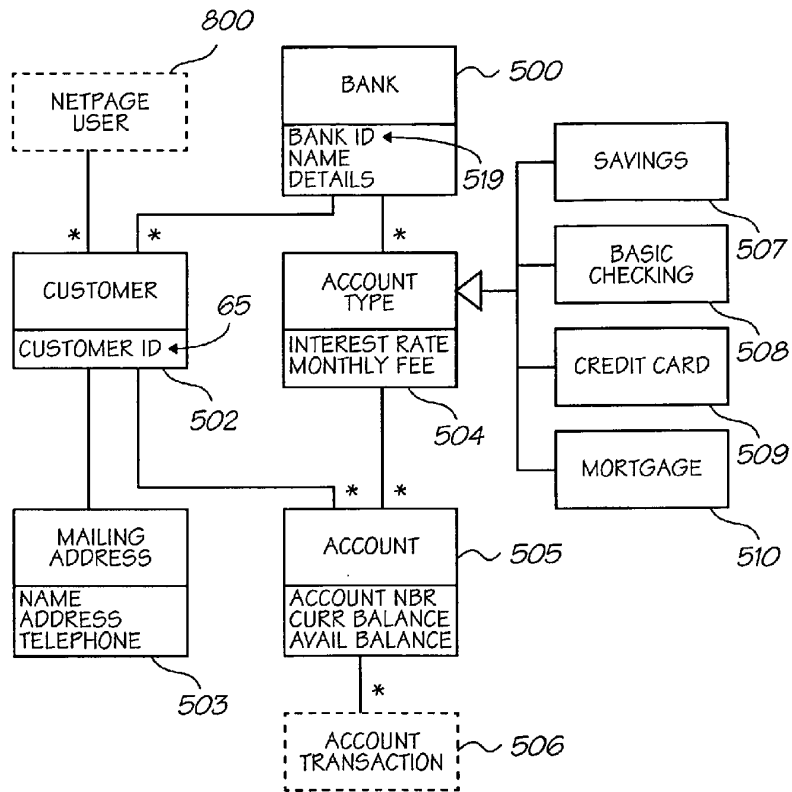 800
NETPAGE
USER
BANK
500
BANK ID
NAME
DETAILS
519
SAVINGS
507
*
*
*
CUSTOMER
65
CUSTOMER ID
502
ACCOUNT
TYPE
INTEREST RATE
MONTHLY FEE
504
BASIC
CHECKING
508
CREDIT CARD
509
MORTGAGE
510
*
*
MAILING
ADDRESS
NAME
ADDRESS
TELEPHONE
503
ACCOUNT
505
ACCOUNT NBR
CURR BALANCE
AVAIL BALANCE
*
ACCOUNT
TRANSACTION
506